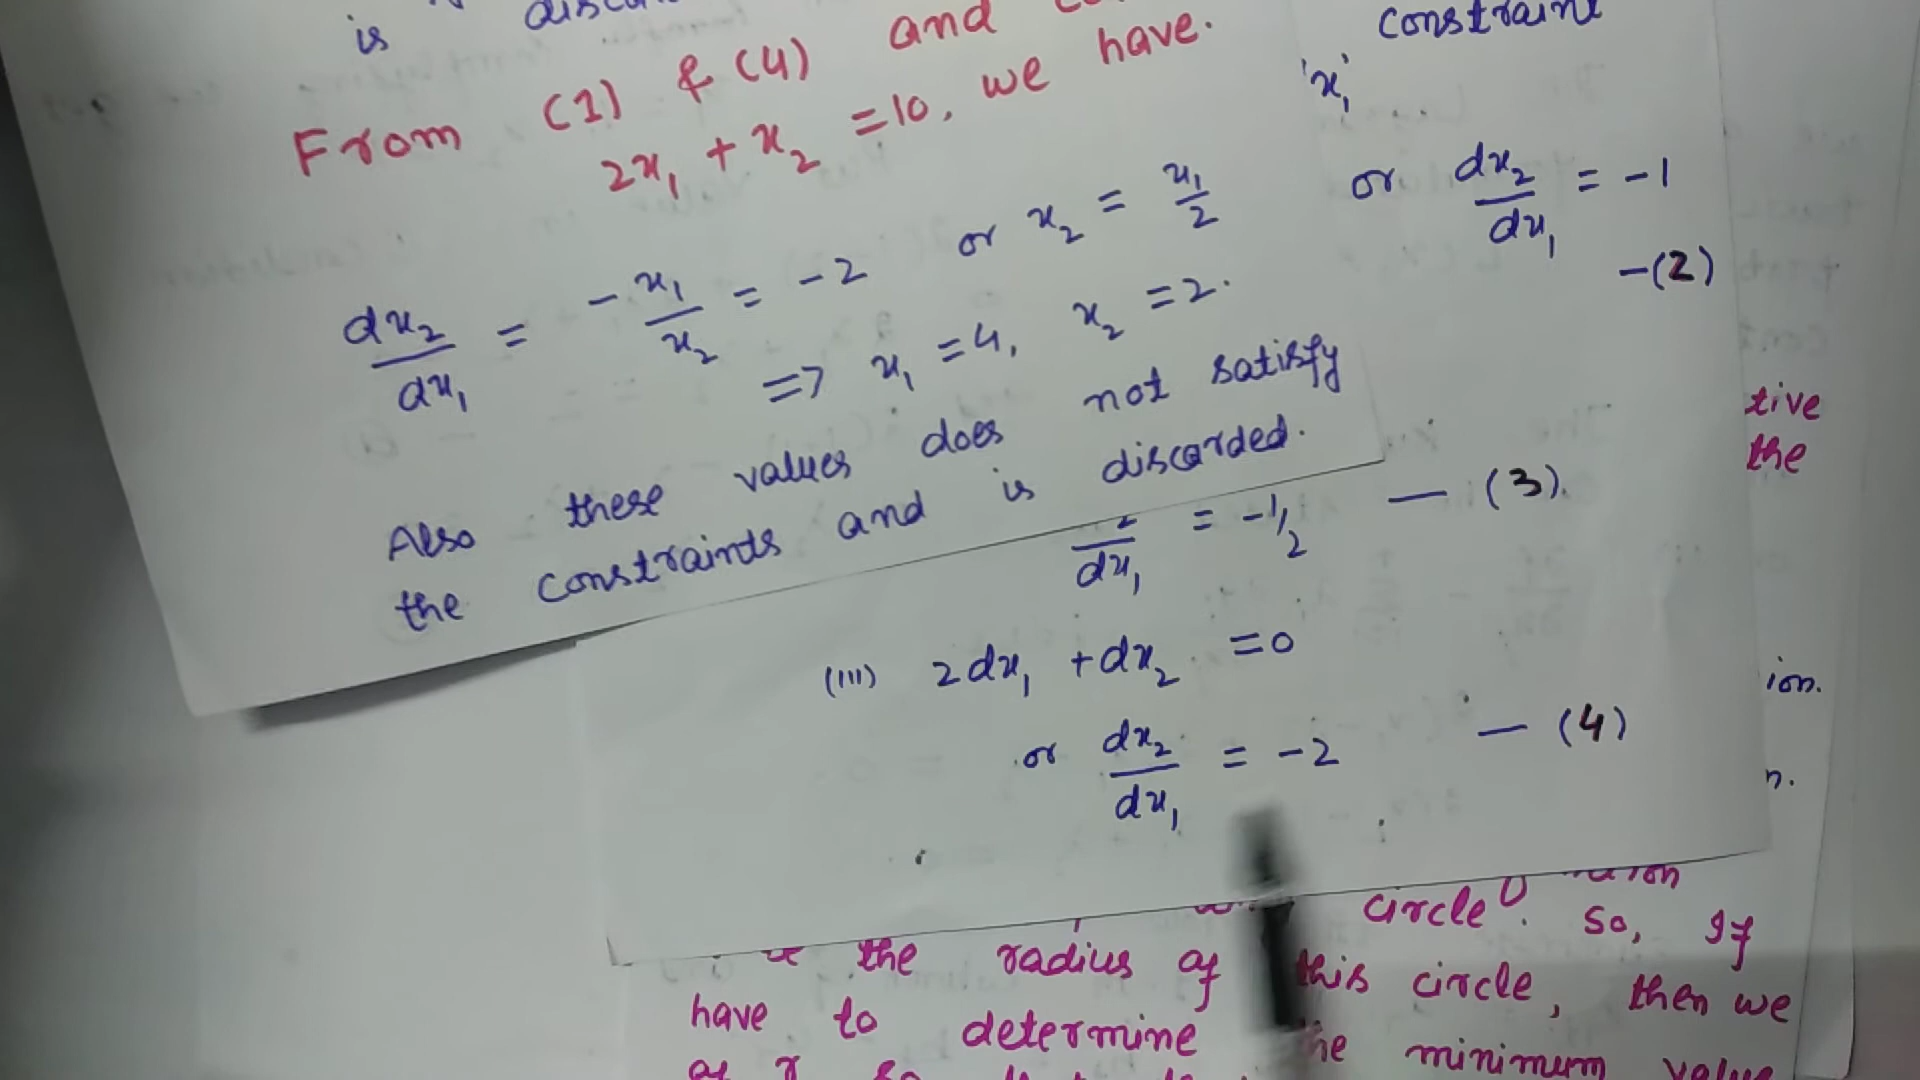 is
From (1) & (4) and
2x₁ + x₂ = 10, we have.
dx₂/dx₁ = -x₁/x₂ = -2 or x₂ = x₁/2
=> x₁ = 4, x₂ = 2.
Also these values does not satisfy
the constraints and is discarded.
constraint
'x₁'
or dx₂/dx₁ = -1
-(2)
/dx₁ = -1/2 — (3).
(iii) 2dx₁ + dx₂ = 0
or dx₂/dx₁ = -2 — (4)
tive
the
ion.
n.
circle. So, If
the radius of this circle, then we
have to determine the minimum value
of r so